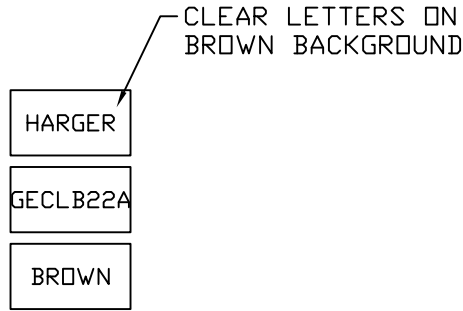 CLEAR LETTERS ON
BROWN BACKGROUND
HARGER
GECLB22A
BROWN